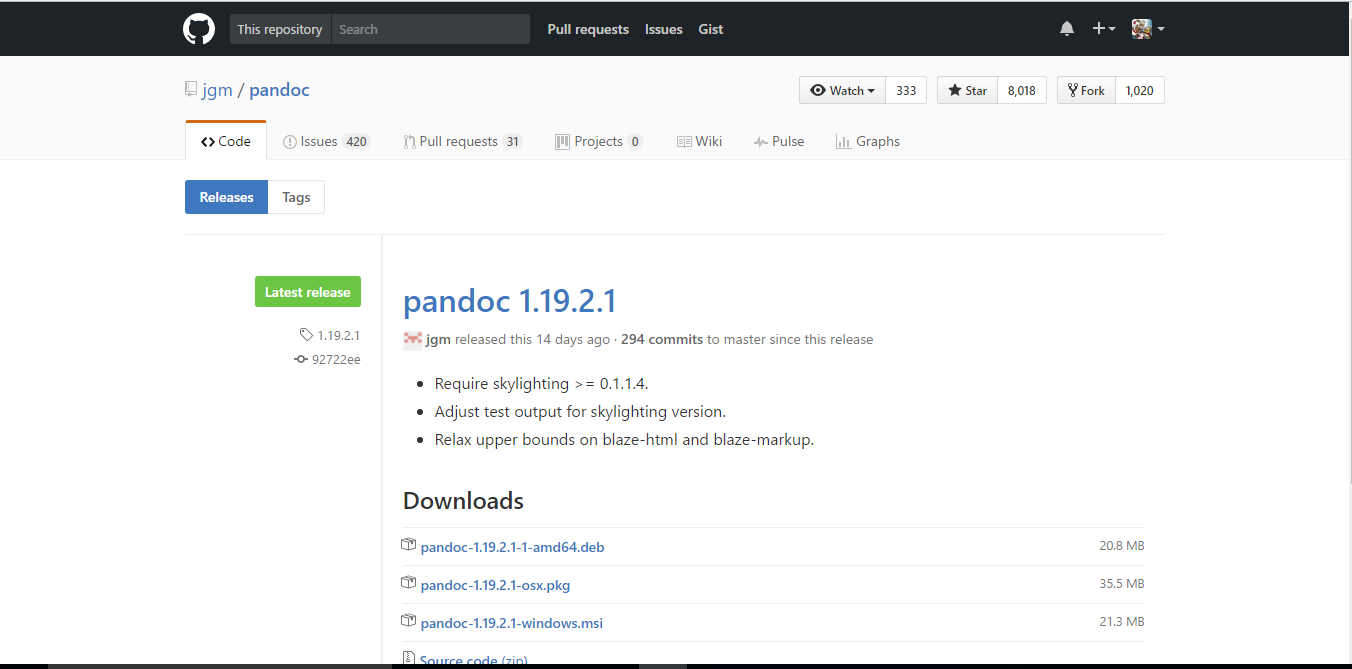 This repository Search Pull requests Issues Gist
jgm / pandoc Watch 333 Star 8,018 Fork 1,020
Code Issues 420 Pull requests 31 Projects 0 Wiki Pulse Graphs
Releases Tags
Latest release
1.19.2.1
92722ee
pandoc 1.19.2.1
jgm released this 14 days ago · 294 commits to master since this release
Require skylighting >= 0.1.1.4.
Adjust test output for skylighting version.
Relax upper bounds on blaze-html and blaze-markup.
Downloads
pandoc-1.19.2.1-1-amd64.deb 20.8 MB
pandoc-1.19.2.1-osx.pkg 35.5 MB
pandoc-1.19.2.1-windows.msi 21.3 MB
Source code (zip)